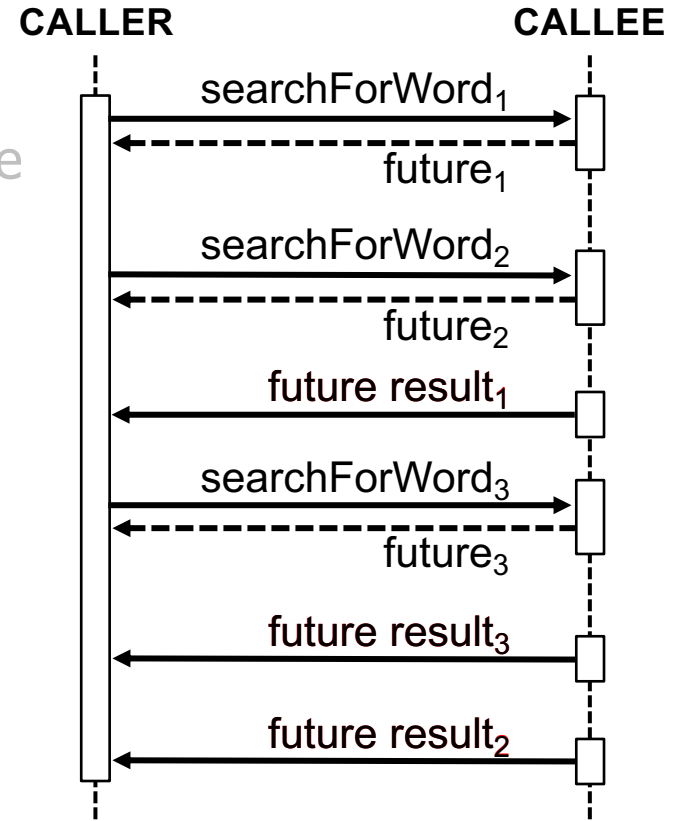 CALLER CALLEE
searchForWord₁
e
future₁
searchForWord₂
future₂
future result₁
searchForWord₃
future₃
future result₃
future result₂